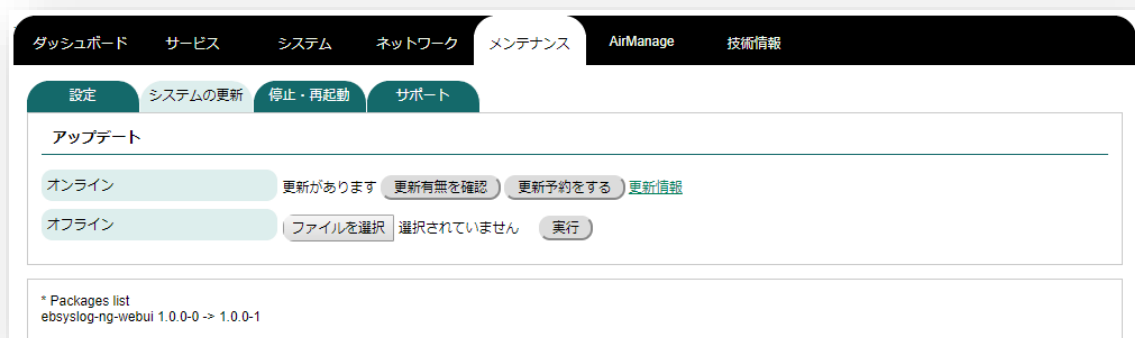 ダッシュボード サービス システム ネットワーク メンテナンス AirManage 技術情報
設定 システムの更新 停止・再起動 サポート
アップデート
オンライン 更新があります 更新有無を確認 更新予約をする 更新情報
オフライン ファイルを選択 選択されていません 実行
* Packages list
ebsyslog-ng-webui 1.0.0-0 -> 1.0.0-1